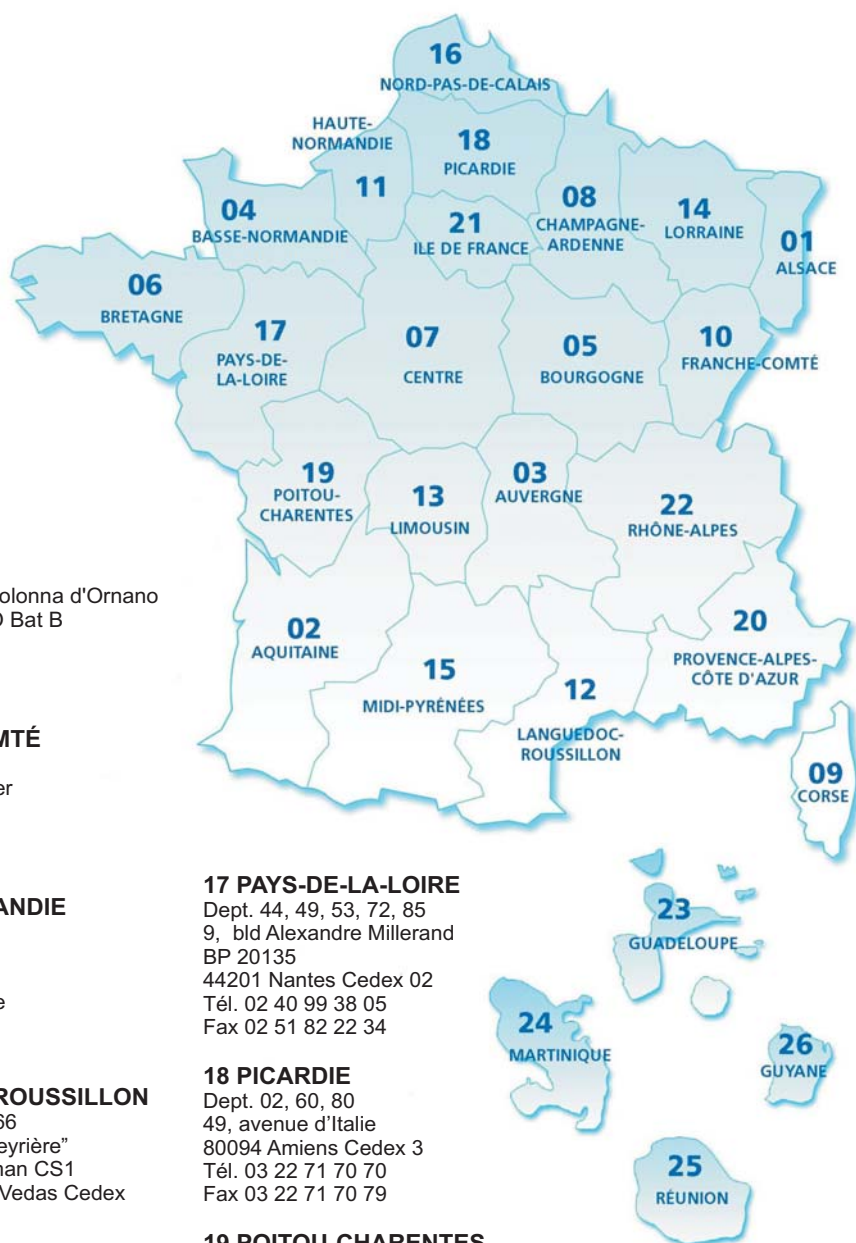 16
NORD-PAS-DE-CALAIS
HAUTE-
NORMANDIE
11
18
PICARDIE
04
BASSE-NORMANDIE
21
ILE DE FRANCE
08
CHAMPAGNE-
ARDENNE
14
LORRAINE
01
ALSACE
06
BRETAGNE
17
PAYS-DE-
LA-LOIRE
07
CENTRE
05
BOURGOGNE
10
FRANCHE-COMTÉ
19
POITOU-
CHARENTES
13
LIMOUSIN
03
AUVERGNE
22
RHÔNE-ALPES
02
AQUITAINE
15
MIDI-PYRÉNÉES
12
LANGUEDOC-
ROUSSILLON
20
PROVENCE-ALPES-
CÔTE D'AZUR
09
CORSE
23
GUADELOUPE
24
MARTINIQUE
26
GUYANE
25
RÉUNION
olonna d'Ornano
Bat B
MTÉ
er
ANDIE
e
ROUSSILLON
66
eyrière”
nan CS1
Vedas Cedex
17 PAYS-DE-LA-LOIRE
Dept. 44, 49, 53, 72, 85
9, bld Alexandre Millerand
BP 20135
44201 Nantes Cedex 02
Tél. 02 40 99 38 05
Fax 02 51 82 22 34
18 PICARDIE
Dept. 02, 60, 80
49, avenue d’Italie
80094 Amiens Cedex 3
Tél. 03 22 71 70 70
Fax 03 22 71 70 79
19 POITOU-CHARENTES